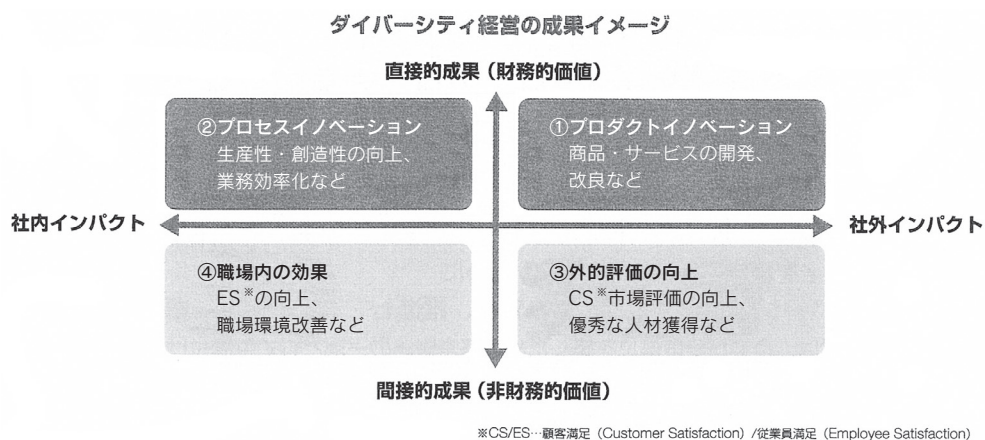 ダイバーシティ経営の成果イメージ
直接的成果(財務的価値)
②プロセスイノベーション
生産性・創造性の向上、
業務効率化など
①プロダクトイノベーション
商品・サービスの開発、
改良など
社内インパクト
社外インパクト
④職場内の効果
ES※の向上、
職場環境改善など
③外的評価の向上
CS※市場評価の向上、
優秀な人材獲得など
間接的成果(非財務的価値)
※CS/ES…顧客満足(Customer Satisfaction)/従業員満足(Employee Satisfaction)